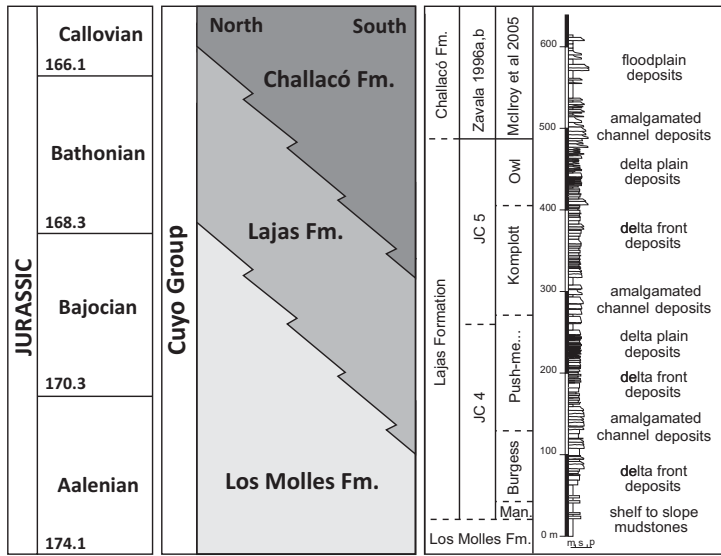 JURASSIC
Callovian
166.1
Bathonian
168.3
Bajocian
170.3
Aalenian
174.1
Cuyo Group
North
South
Challacó Fm.
Lajas Fm.
Los Molles Fm.
Challacó Fm.
Lajas Formation
Los Molles Fm.
Zavala 1996a,b
JC 5
JC 4
McIlroy et al 2005
Owl
Komplott
Push-me...
Burgess
Man.
600
500
400
300
200
100
0 m
m s p
floodplain
deposits
amalgamated
channel deposits
delta plain
deposits
delta front
deposits
amalgamated
channel deposits
delta plain
deposits
delta front
deposits
amalgamated
channel deposits
delta front
deposits
shelf to slope
mudstones